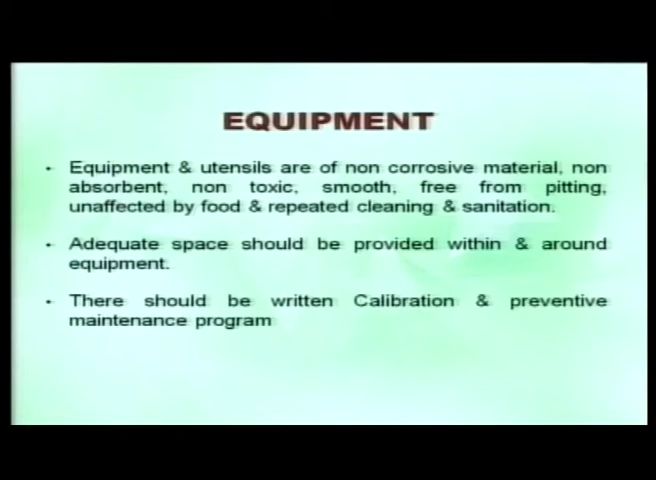 EQUIPMENT
• Equipment & utensils are of non corrosive material, non
absorbent, non toxic, smooth, free from pitting,
unaffected by food & repeated cleaning & sanitation.
• Adequate space should be provided within & around
equipment.
• There should be written Calibration & preventive
maintenance program